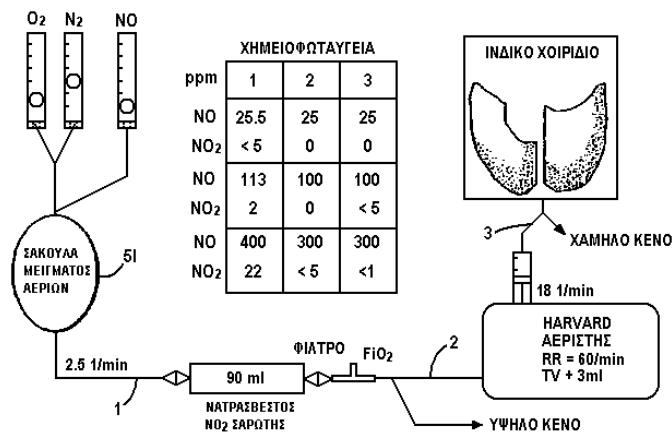 O₂ N₂ NO
ΧΗΜΕΙΟΦΩΤΑΥΓΕΙΑ
ppm 1 2 3
NO 25.5 25 25
NO₂ < 5 0 0
NO 113 100 100
NO₂ 2 0 <5
NO 400 300 300
NO₂ 22 <5 <1
ΙΝΔΙΚΟ ΧΟΙΡΙΔΙΟ
3
ΧΑΜΗΛΟ ΚΕΝΟ
18 1/min
ΣΑΚΟΥΛΑ
ΜΕΙΓΜΑΤΟΣ
ΑΕΡΙΩΝ
5l
2.5 1/min
1
90 ml
ΝΑΤΡΑΣΒΕΣΤΟΣ
NO₂ ΣΑΡΩΤΗΣ
ΦΙΛΤΡΟ
FiO₂
2
HARVARD
ΑΕΡΙΣΤΗΣ
RR = 60/min
TV + 3ml
ΥΨΗΛΟ ΚΕΝΟ